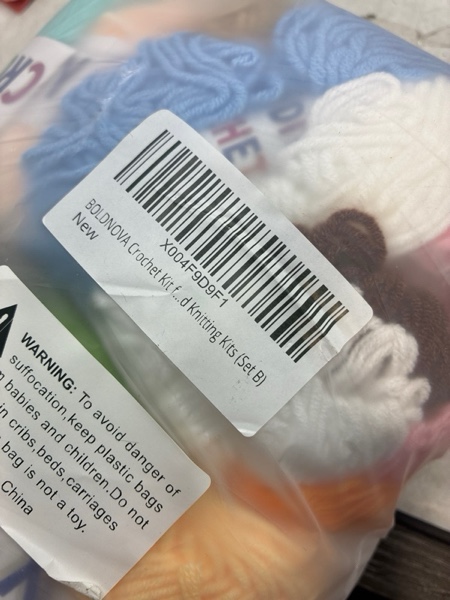 X004F9D9F1
BOLDNOVA Crochet Kit f...d Knitting Kits (Set B)
New
WARNING: To avoid danger of
suffocation,keep plastic bags
babies and children.Do not
in cribs,beds,carriages
bag is not a toy.
China